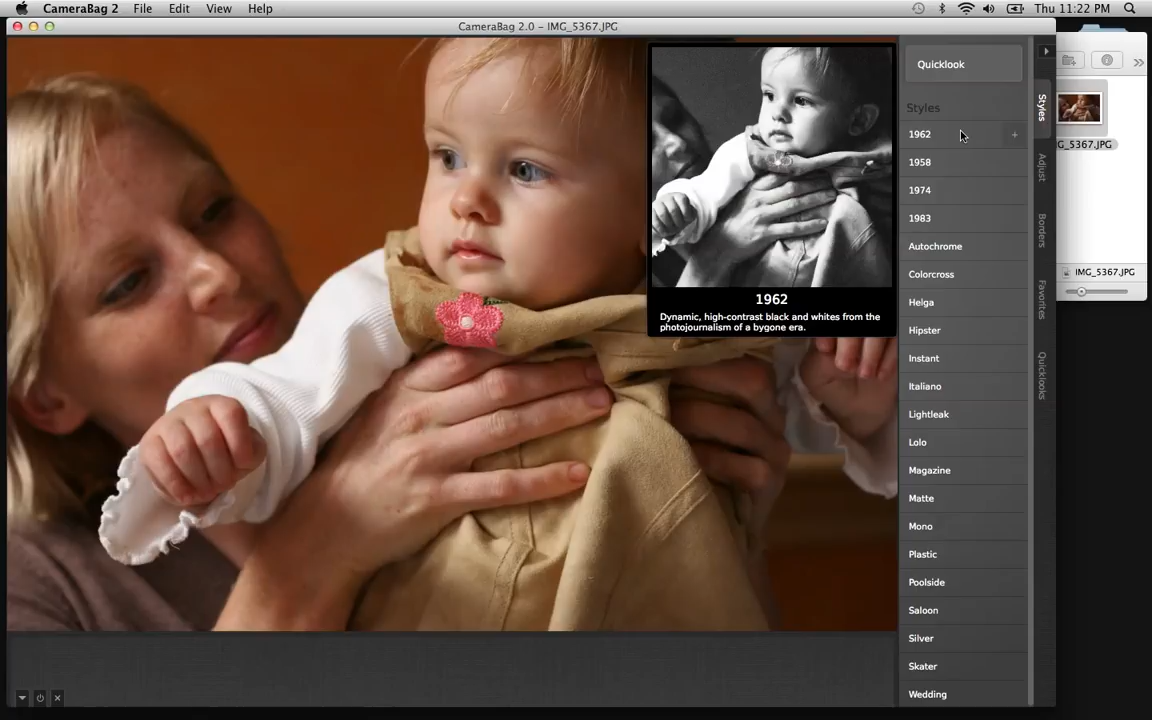 CameraBag 2 File Edit View Help Thu 11:22 PM
CameraBag 2.0 – IMG_5367.JPG
Quicklook
Styles
1962 +
1958
1974
1983
Autochrome
Colorcross
Helga
Hipster
Instant
Italiano
Lightleak
Lolo
Magazine
Matte
Mono
Plastic
Poolside
Saloon
Silver
Skater
Wedding
1962
Dynamic, high-contrast black and whites from the
photojournalism of a bygone era.
Styles
Adjust
Borders
Favorites
Quicklooks
G_5367.JPG
IMG_5367.JPG